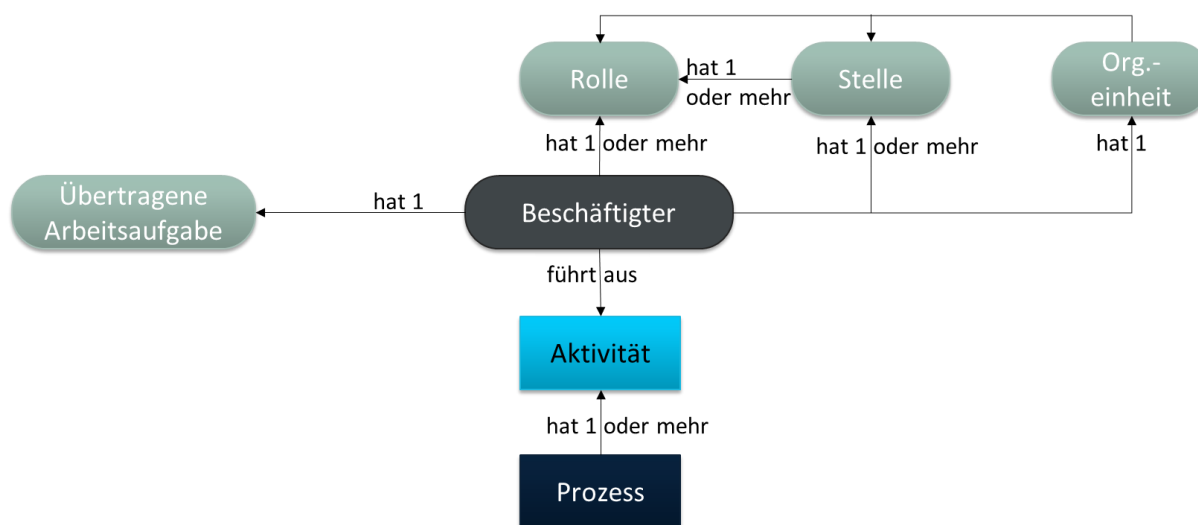 Rolle
hat 1
oder mehr
Stelle
Org.-
einheit
hat 1 oder mehr
hat 1 oder mehr
hat 1
Übertragene
Arbeitsaufgabe
hat 1
Beschäftigter
führt aus
Aktivität
hat 1 oder mehr
Prozess